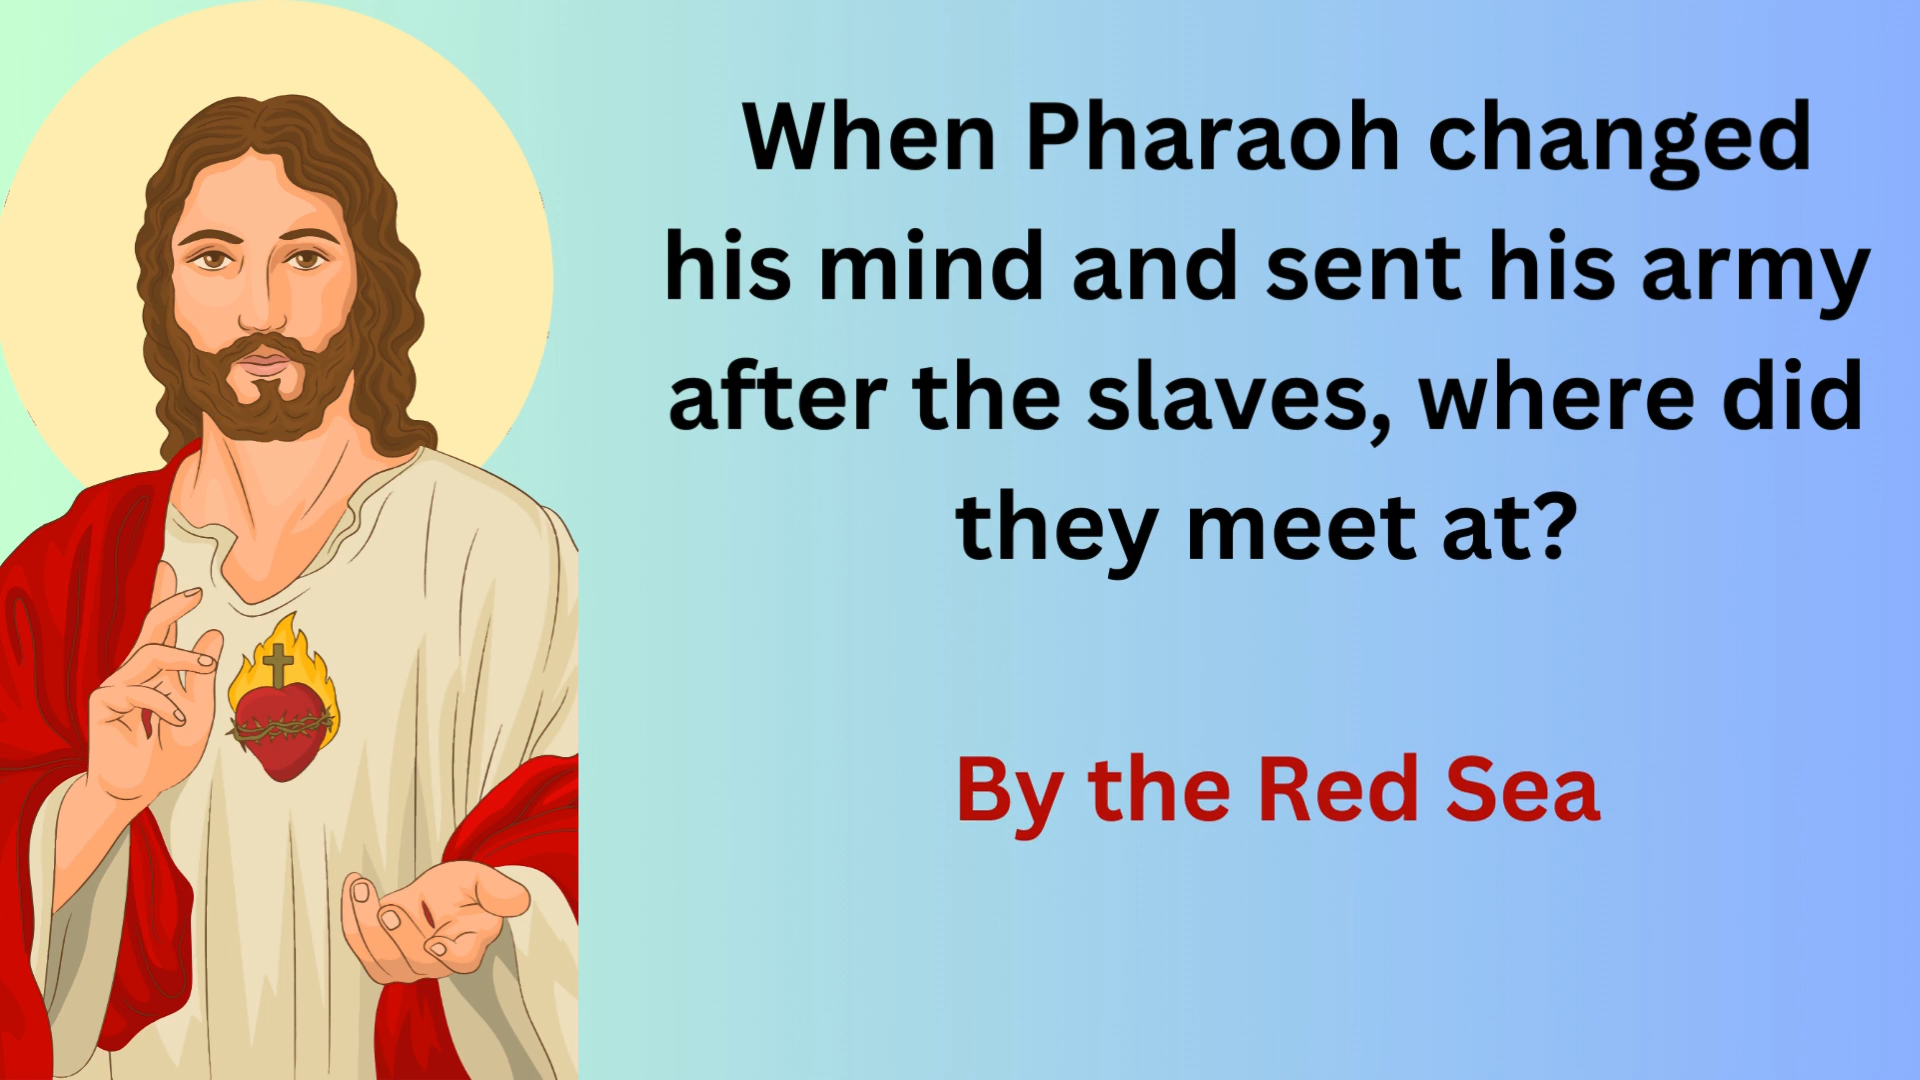 When Pharaoh changed
his mind and sent his army
after the slaves, where did
they meet at?
By the Red Sea